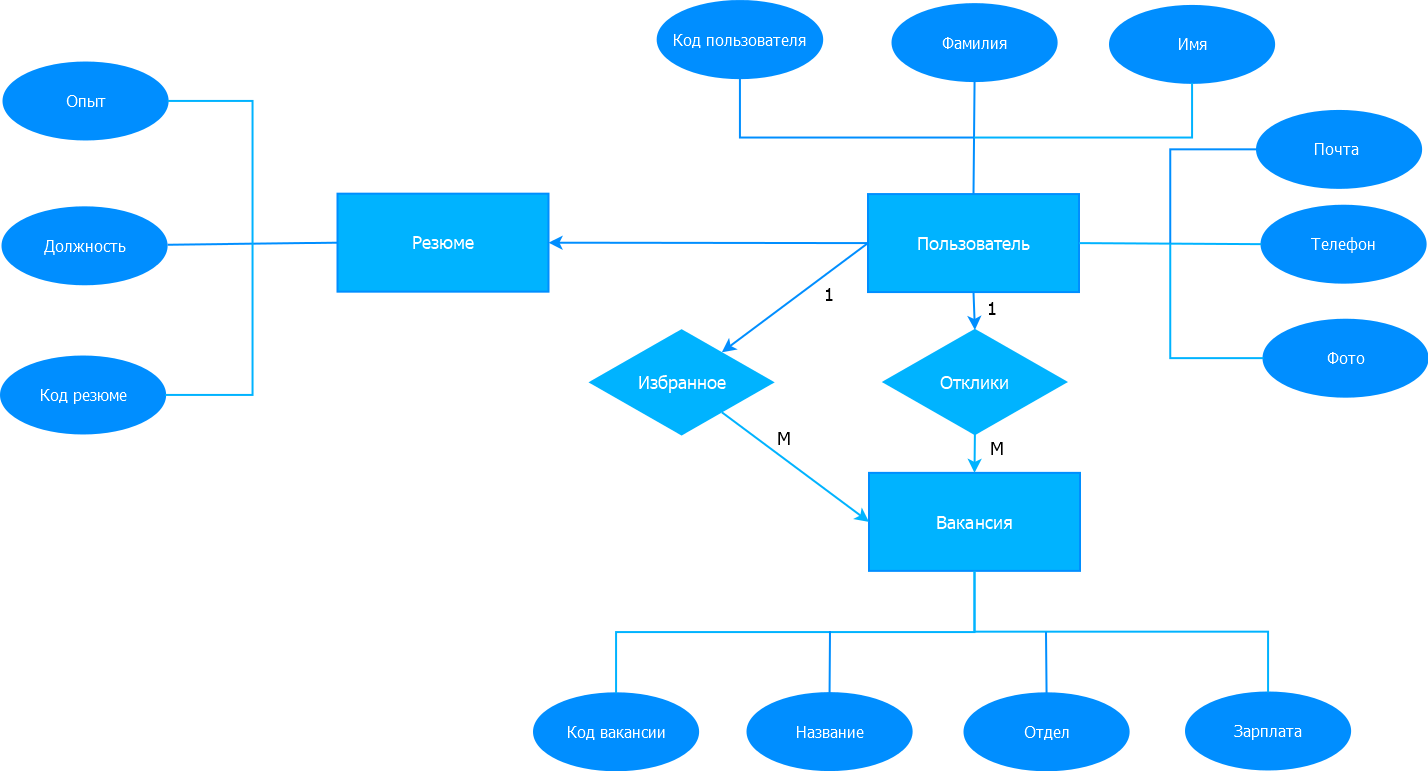 Код пользователя
Фамилия
Имя
Опыт
Почта
Должность
Резюме
Пользователь
Телефон
1
1
Избранное
Отклики
Фото
Код резюме
М
М
Вакансия
Код вакансии
Название
Отдел
Зарплата